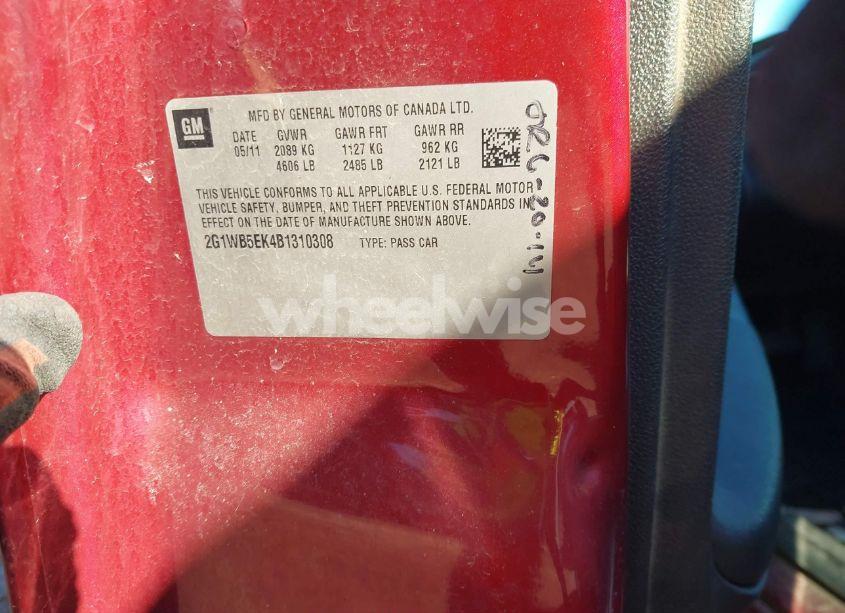 GM
MFD BY GENERAL MOTORS OF CANADA LTD.
DATE GVWR GAWR FRT GAWR RR
05/11 2089 KG 1127 KG 962 KG
4606 LB 2485 LB 2121 LB
THIS VEHICLE CONFORMS TO ALL APPLICABLE U.S. FEDERAL MOTOR
VEHICLE SAFETY, BUMPER, AND THEFT PREVENTION STANDARDS IN
EFFECT ON THE DATE OF MANUFACTURE SHOWN ABOVE.
2G1WB5EK4B1310308 TYPE: PASS CAR
wheelwise